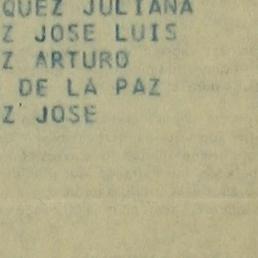 QUEZ JULIANA
Z JOSE LUIS
Z ARTURO
DE LA PAZ
Z JOSE